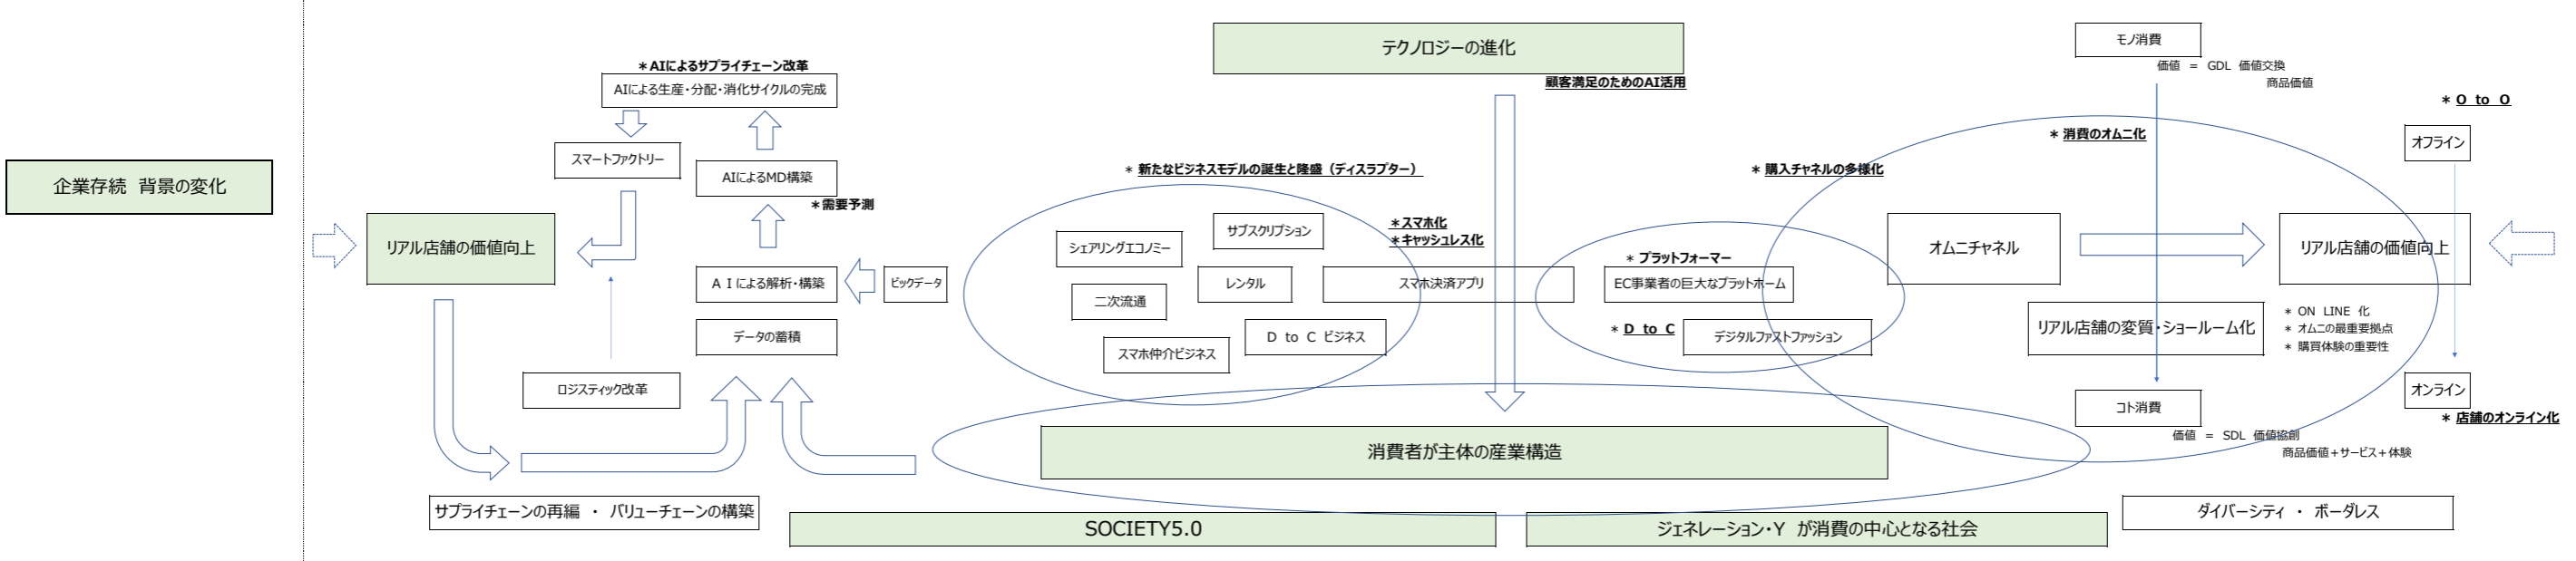 企業存続 背景の変化
＊AIによるサプライチェーン改革
AIによる生産・分配・消化サイクルの完成
スマートファクトリー
AIによるMD構築
＊需要予測
リアル店舗の価値向上
ＡＩによる解析・構築
ビックデータ
データの蓄積
ロジスティック改革
サプライチェーンの再編 ・ バリューチェーンの構築
テクノロジーの進化
顧客満足のためのAI活用
＊ 新たなビジネスモデルの誕生と隆盛（ディスラプター）
サブスクリプション
シェアリングエコノミー
レンタル
二次流通
D to C ビジネス
スマホ仲介ビジネス
＊スマホ化
＊キャッシュレス化
スマホ決済アプリ
＊ 購入チャネルの多様化
＊ プラットフォーマー
EC事業者の巨大なプラットホーム
＊ D to C
デジタルファストファッション
消費者が主体の産業構造
SOCIETY5.0
ジェネレーション・Y が消費の中心となる社会
モノ消費
価値 ＝ GDL 価値交換
商品価値
＊ 消費のオムニ化
オムニチャネル
リアル店舗の価値向上
リアル店舗の変質・ショールーム化
＊ ON LINE 化
＊ オムニの最重要拠点
＊ 購買体験の重要性
コト消費
価値 ＝ SDL 価値協創
商品価値＋サービス＋体験
＊ O to O
オフライン
オンライン
＊ 店舗のオンライン化
ダイバーシティ ・ ボーダレス